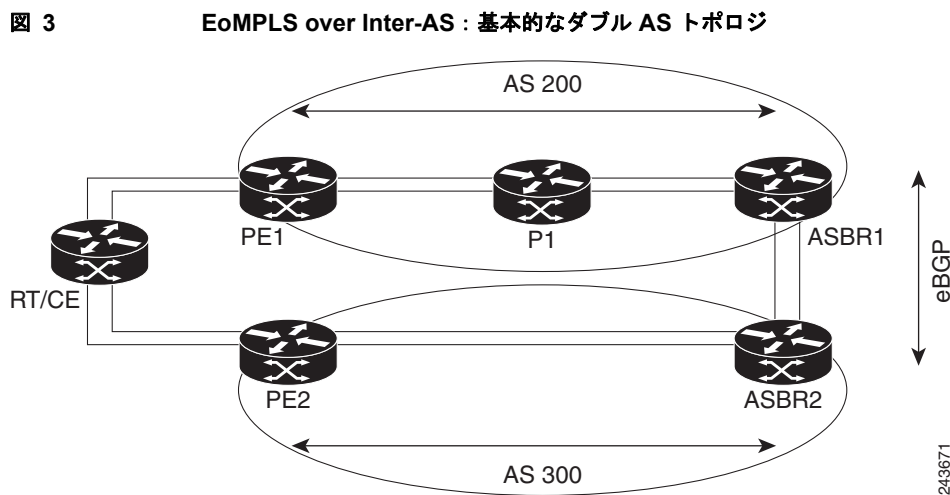 図 3 EoMPLS over Inter-AS：基本的なダブル AS トポロジ
AS 200
PE1
P1
ASBR1
RT/CE
eBGP
PE2
ASBR2
AS 300
243671